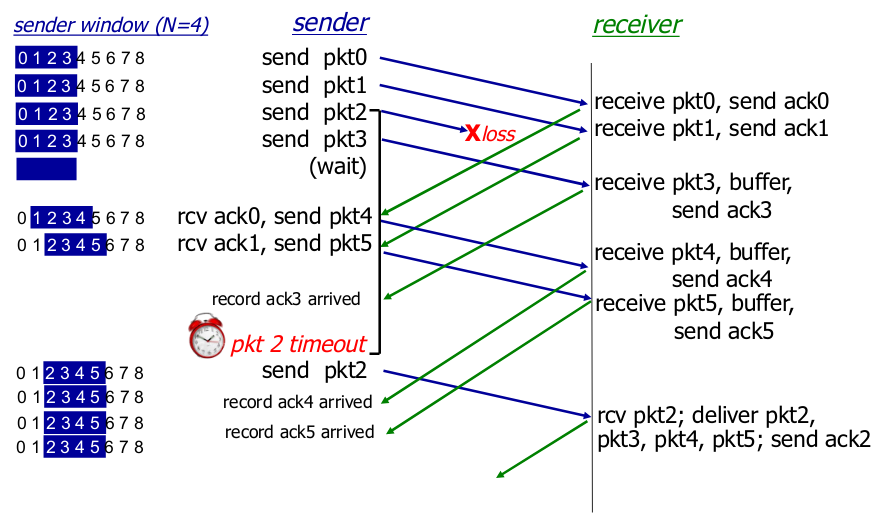 sender window (N=4) sender receiver
0 1 2 3 4 5 6 7 8 send pkt0
0 1 2 3 4 5 6 7 8 send pkt1 receive pkt0, send ack0
0 1 2 3 4 5 6 7 8 send pkt2 receive pkt1, send ack1
0 1 2 3 4 5 6 7 8 send pkt3 X loss
(wait)
receive pkt3, buffer,
send ack3
0 1 2 3 4 5 6 7 8 rcv ack0, send pkt4
0 1 2 3 4 5 6 7 8 rcv ack1, send pkt5
receive pkt4, buffer,
send ack4
record ack3 arrived receive pkt5, buffer,
send ack5
pkt 2 timeout
0 1 2 3 4 5 6 7 8 send pkt2
0 1 2 3 4 5 6 7 8 record ack4 arrived
0 1 2 3 4 5 6 7 8 record ack5 arrived rcv pkt2; deliver pkt2,
0 1 2 3 4 5 6 7 8 pkt3, pkt4, pkt5; send ack2